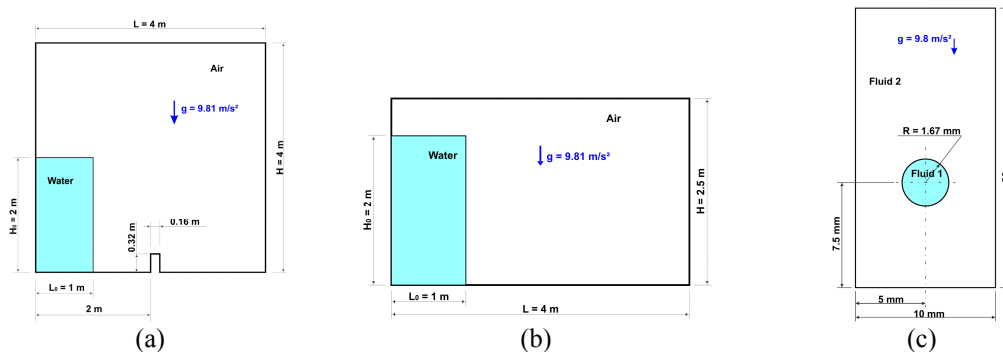 L = 4 m
Air
g = 9.81 m/s²
H = 4 m
Water
H₀ = 2 m
0.32 m
0.16 m
L₀ = 1 m
2 m
(a)
Air
Water
g = 9.81 m/s²
H₀ = 2 m
H = 2.5 m
L₀ = 1 m
L = 4 m
(b)
g = 9.8 m/s²
Fluid 2
R = 1.67 mm
Fluid 1
7.5 mm
5 mm
10 mm
(c)